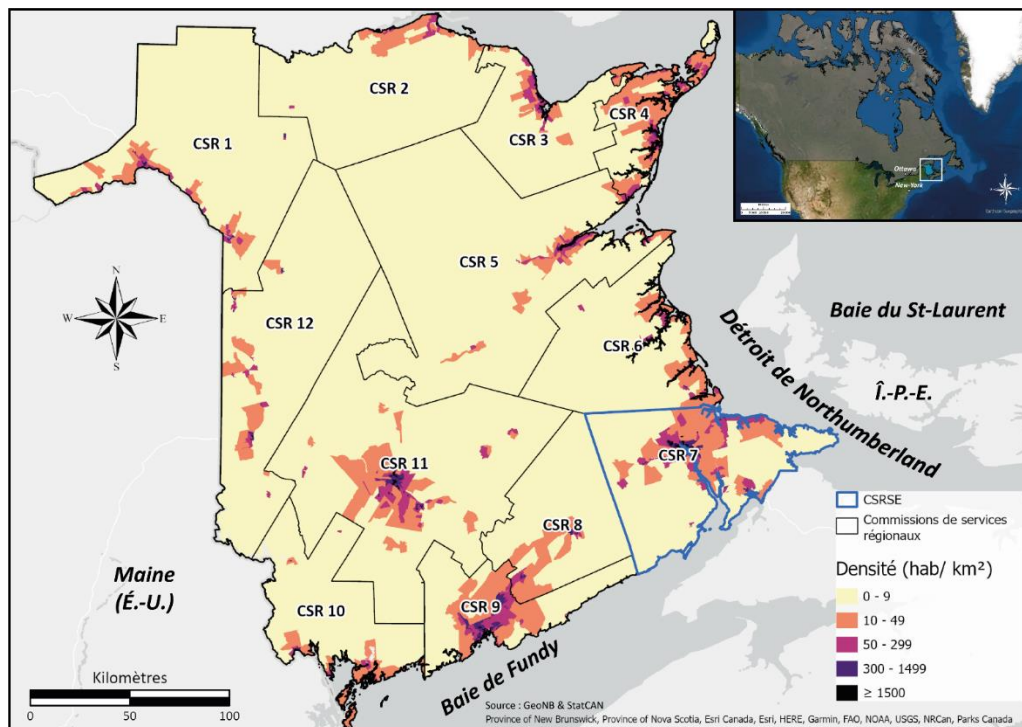 CSR 2
CSR 1
CSR 3
CSR 4
Ottawa
New-York
N
W E
S
CSR 5
CSR 12
CSR 6
Baie du St-Laurent
Détroit de Northumberland
Î.-P.-E.
CSR 7
CSR 11
CSR 8
CSRSE
Commissions de services
régionaux
Densité (hab/ km²)
0 - 9
10 - 49
50 - 299
300 - 1499
≥ 1500
Maine
(É.-U.)
CSR 10
CSR 9
Baie de Fundy
Kilomètres
0 50 100
Source : GeoNB & StatCAN
Province of New Brunswick, Province of Nova Scotia, Esri Canada, Esri, HERE, Garmin, FAO, NOAA, USGS, NRCan, Parks Canada